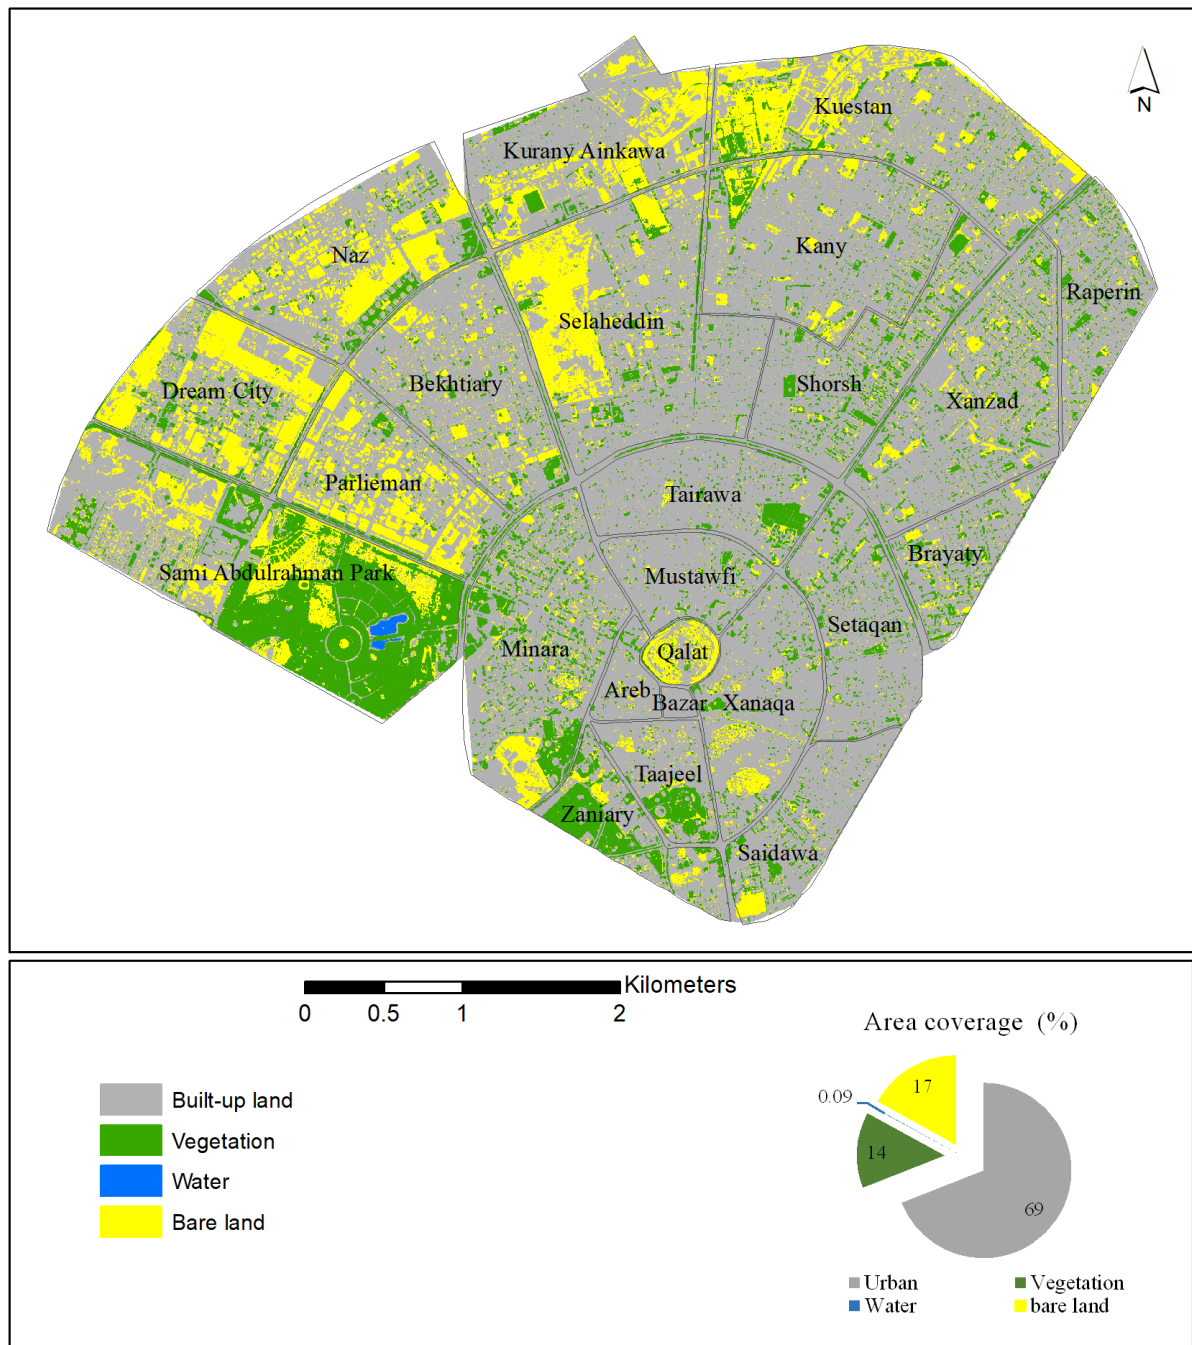 N
Kuestan
Kurany Ainkawa
Naz
Kany
Raperin
Selaheddin
Dream City
Bekhtiary
Shorsh
Xanzad
Parlieman
Tairawa
Brayaty
Sami Abdulrahman Park
Mustawfi
Setaqan
Minara
Qalat
Areb
Bazar
Xanaqa
Taajeel
Zaniary
Saidawa
Kilometers
0 0.5 1 2
Built-up land
Vegetation
Water
Bare land
Area coverage (%)
17
0.09
14
69
Urban
Vegetation
Water
bare land